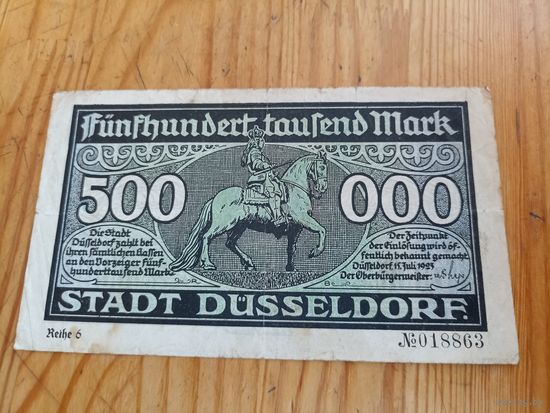 Fünfhundert tausend Mark
500 000
Die Stadt
Düsseldorf zahlt bei
ihren sämtlichen Kassen
an den Vorzeiger fünf-
hunderttausend Mark
Der Zeitpunkt
der Einlösung wird öf-
fentlich bekannt gemacht.
Düsseldorf, 15. Juli 1923
Der Oberbürgermeister:
STADT DÜSSELDORF.
Reihe 6
№018863